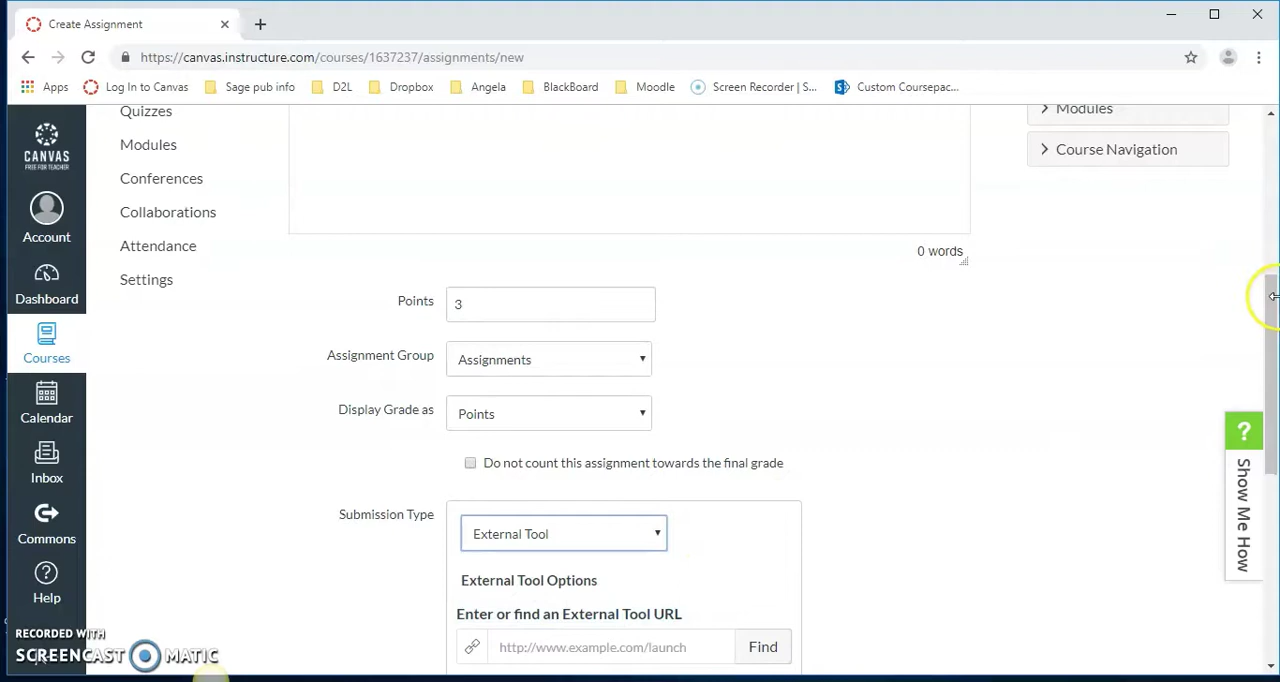 Create Assignment
https://canvas.instructure.com/courses/1637237/assignments/new
Apps Log In to Canvas Sage pub info D2L Dropbox Angela BlackBoard Moodle Screen Recorder | S... Custom Coursepac...
CANVAS
FREE FOR TEACHER
Account
Dashboard
Courses
Calendar
Inbox
Commons
Help
Quizzes
Modules
Conferences
Collaborations
Attendance
Settings
Modules
Course Navigation
0 words
Points 3
Assignment Group Assignments
Display Grade as Points
Do not count this assignment towards the final grade
Submission Type External Tool
External Tool Options
Enter or find an External Tool URL
http://www.example.com/launch Find
? Show Me How
RECORDED WITH
SCREENCAST MATIC